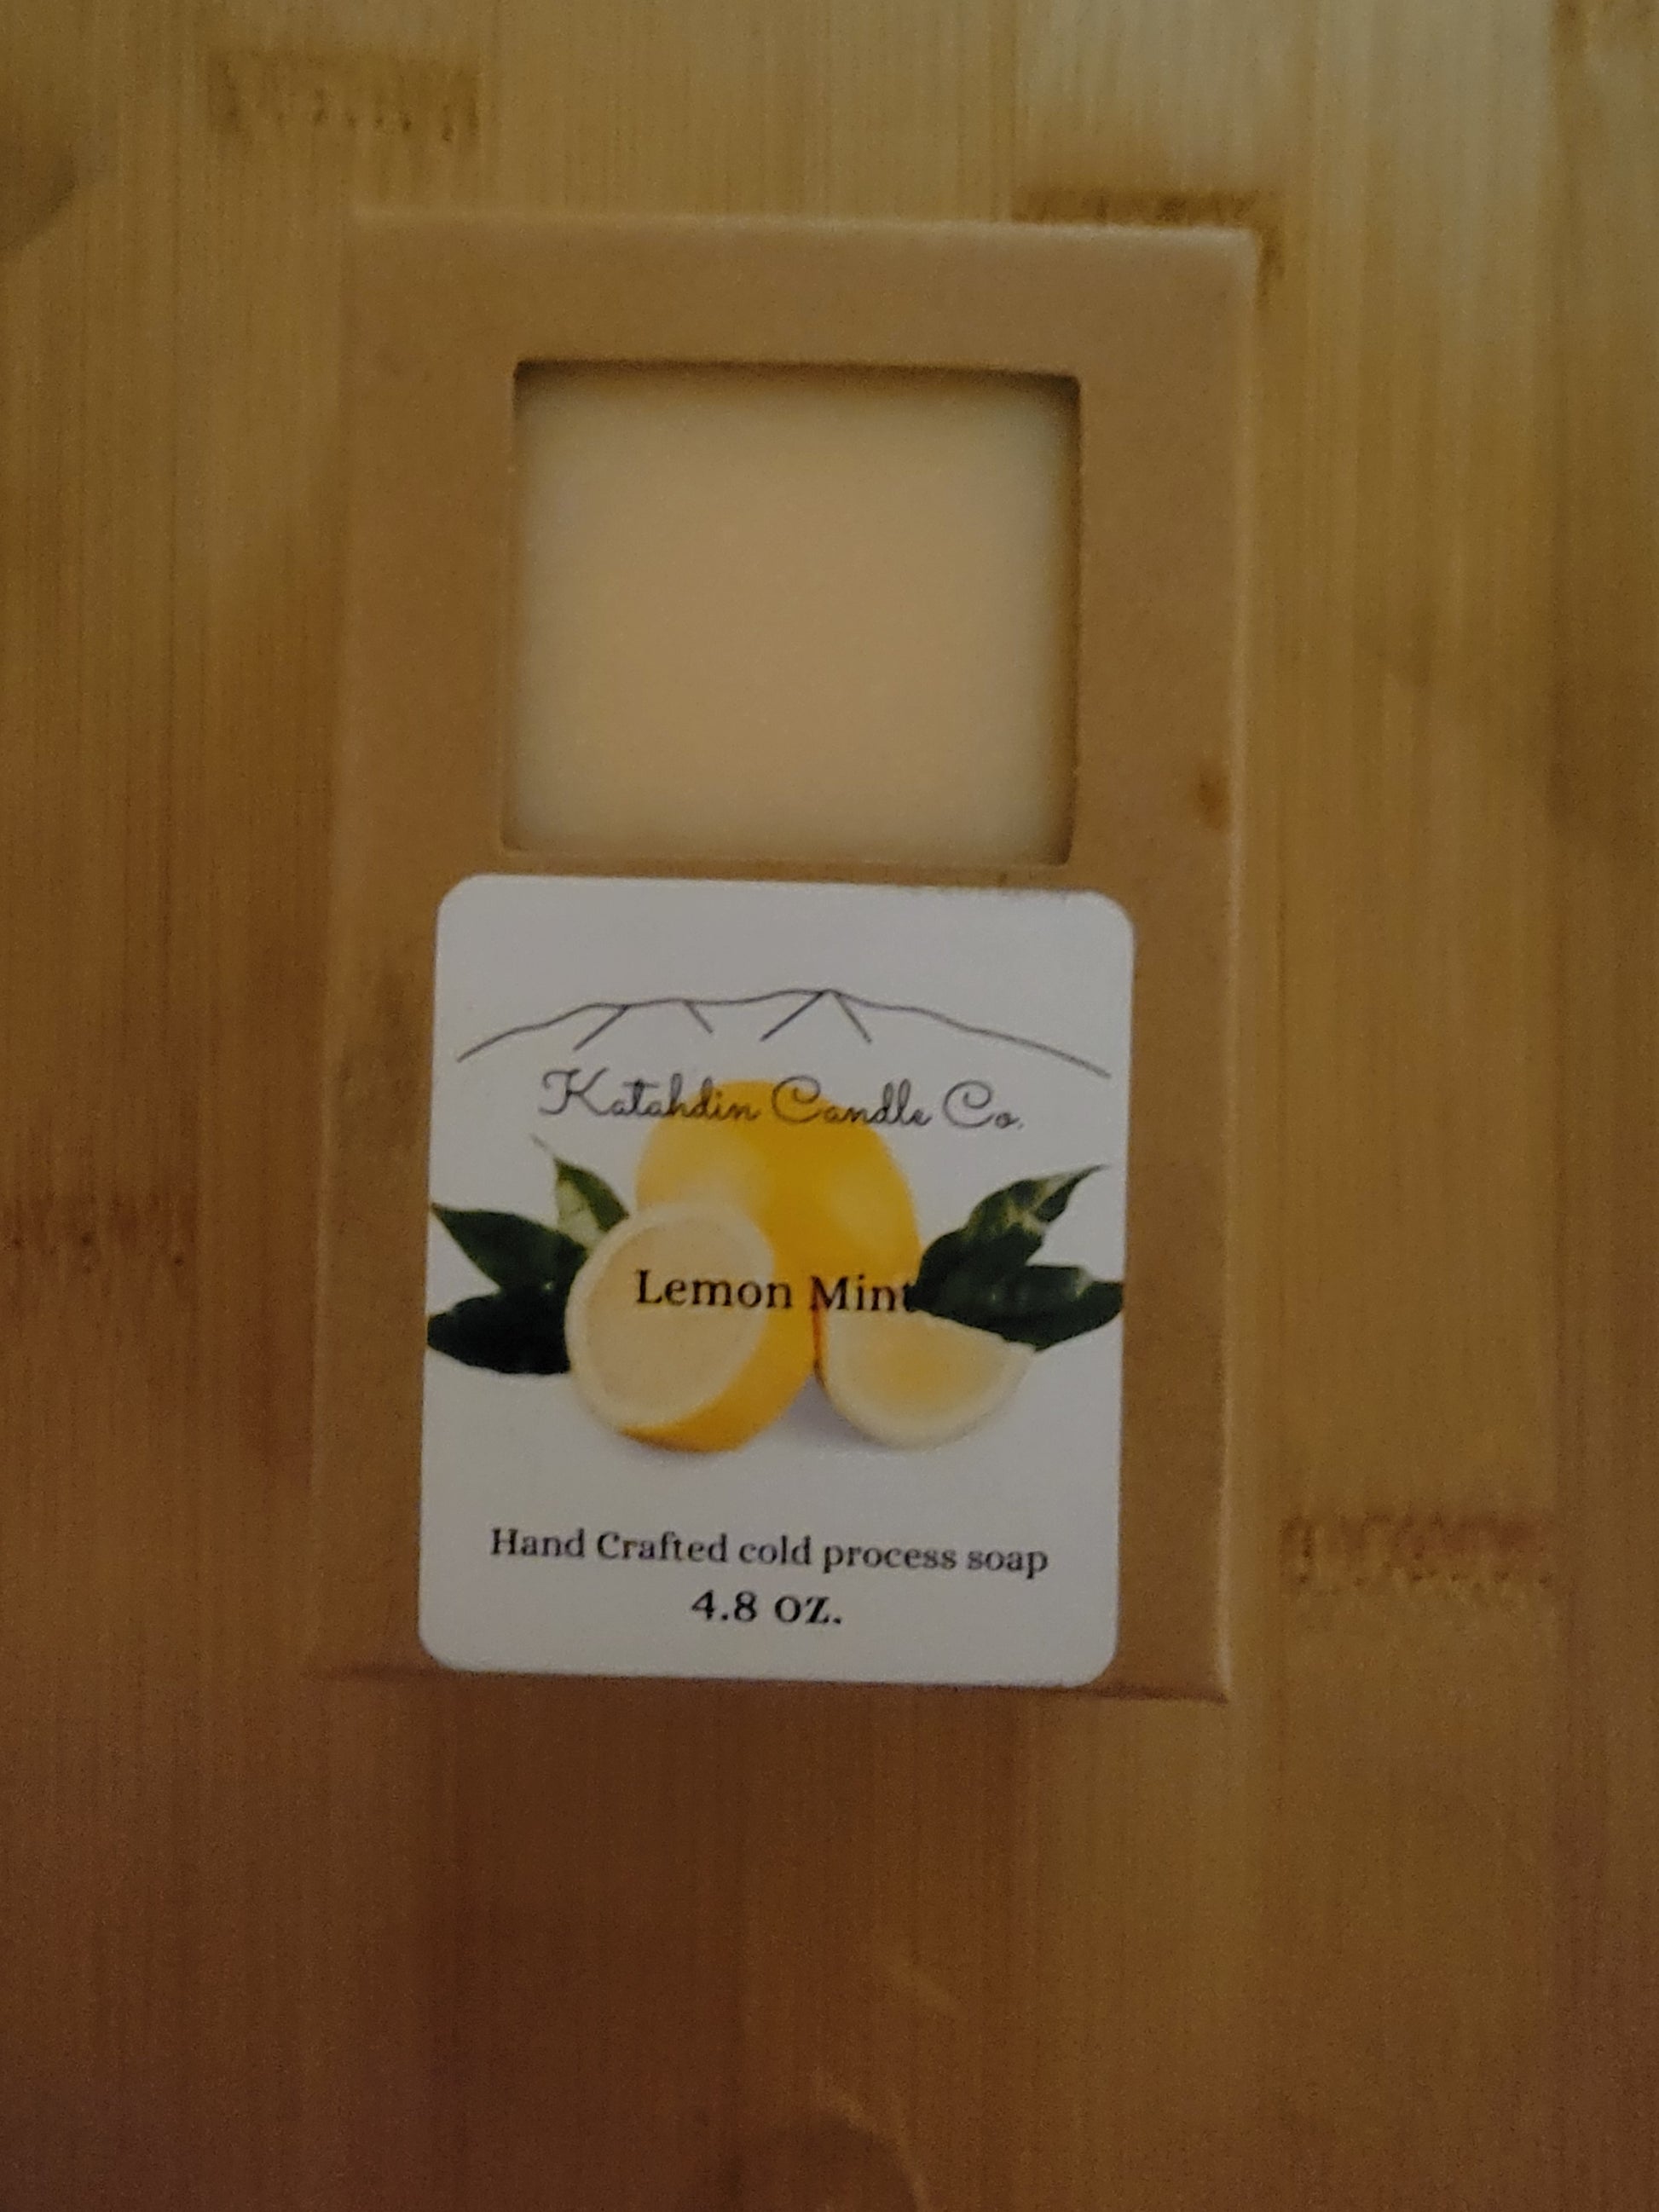 Katahdin Candle Co.
Lemon Mint
Hand Crafted cold process soap
4.8 OZ.